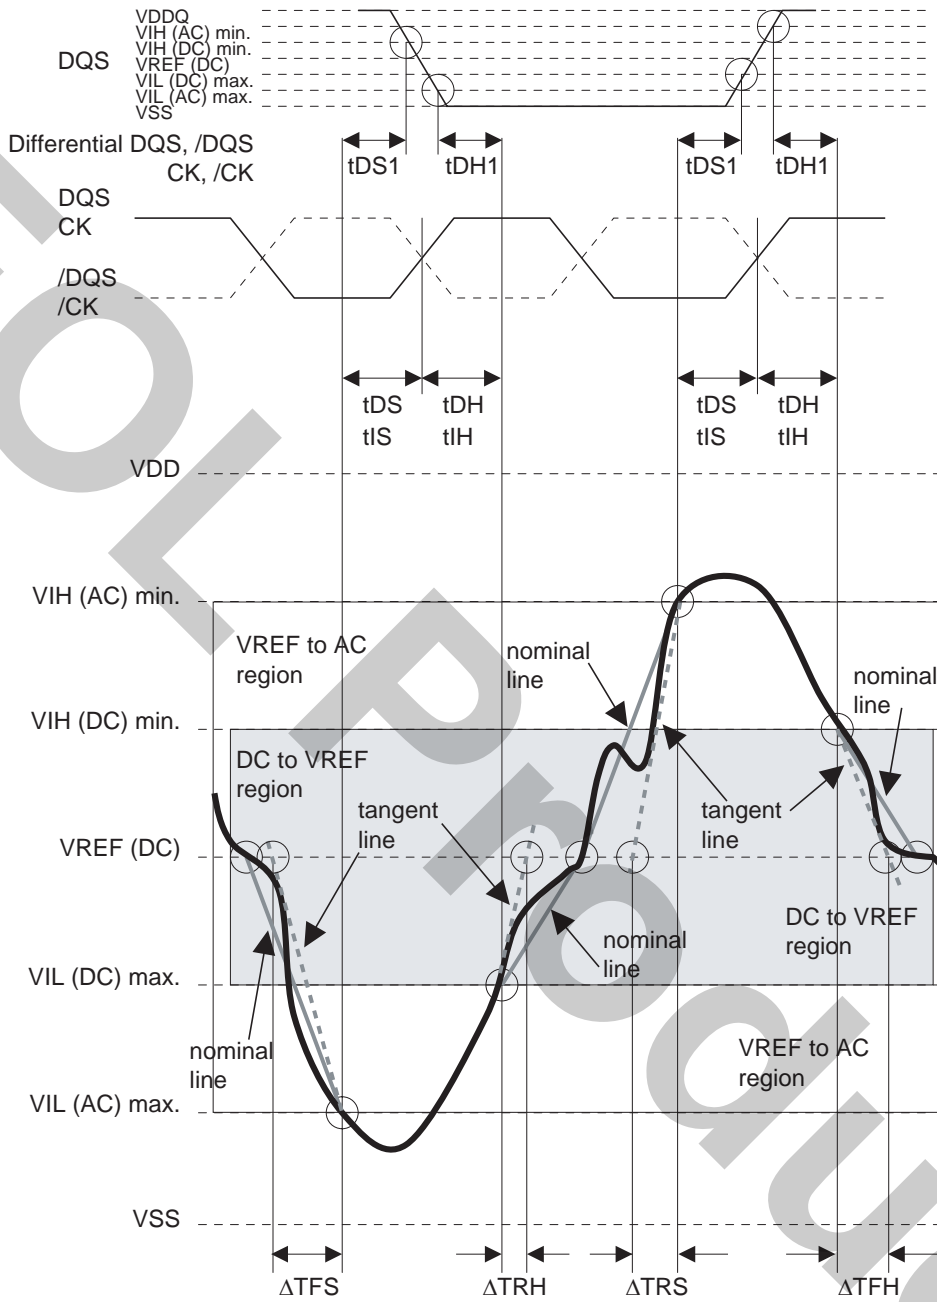 VDDQ
VIH (AC) min.
VIH (DC) min.
DQS
VREF (DC)
VIL (DC) max.
VIL (AC) max.
VSS
Differential DQS, /DQS
CK, /CK
tDS1
tDH1
tDS1
tDH1
DQS
CK
/DQS
/CK
tDS
tIS
tDH
tIH
tDS
tIS
tDH
tIH
VDD
VIH (AC) min.
VREF to AC
region
nominal
line
nominal
line
VIH (DC) min.
DC to VREF
region
tangent
line
tangent
line
VREF (DC)
DC to VREF
region
nominal
line
VIL (DC) max.
nominal
line
VREF to AC
region
VIL (AC) max.
VSS
ΔTFS
ΔTRH
ΔTRS
ΔTFH
EOL Produc